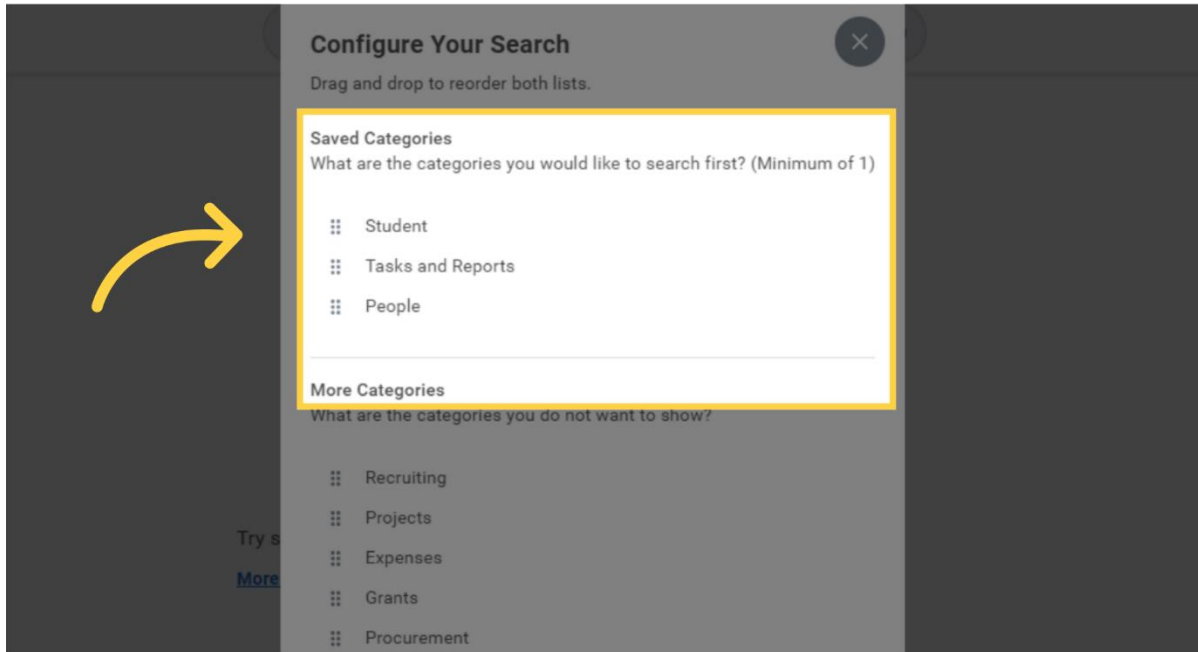 Configure Your Search
Drag and drop to reorder both lists.
Saved Categories
What are the categories you would like to search first? (Minimum of 1)
Student
Tasks and Reports
People
More Categories
What are the categories you do not want to show?
Recruiting
Projects
Try s
Expenses
More
Grants
Procurement